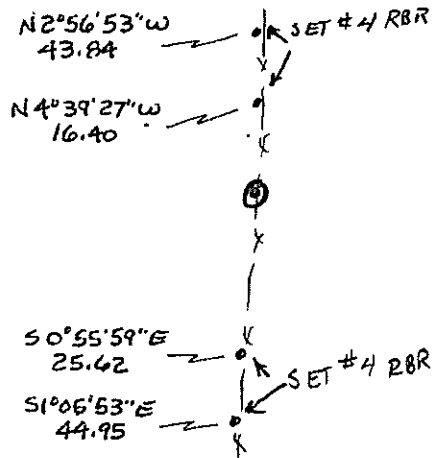 N2°56'53"W
43.84
SET #4 RBR
N4°39'27"W
16.40
S0°55'59"E
25.62
SET #4 RBR
S1°06'53"E
44.95